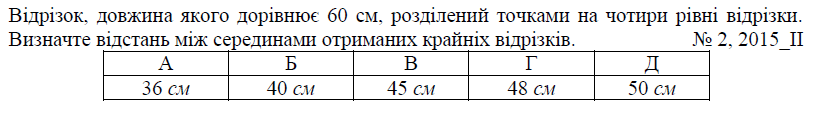 Відрізок, довжина якого дорівнює 60 см, розділений точками на чотири рівні відрізки.
Визначте відстань між серединами отриманих крайніх відрізків. № 2, 2015_II
А Б В Г Д
36 см 40 см 45 см 48 см 50 см